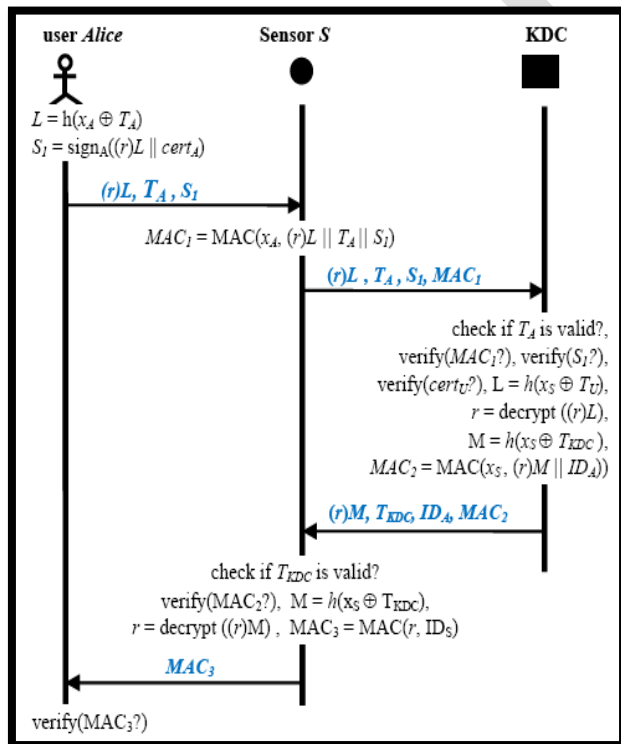 user Alice Sensor S KDC
L = h(x_A ⊕ T_A)
S_1 = sign_A((r)L || cert_A)
(r)L, T_A, S_1
MAC_1 = MAC(x_A, (r)L || T_A || S_1)
(r)L , T_A, S_1, MAC_1
check if T_A is valid?,
verify(MAC_1?), verify(S_1?),
verify(cert_U?), L = h(x_S ⊕ T_U),
r = decrypt ((r)L),
M = h(x_S ⊕ T_KDC ),
MAC_2 = MAC(x_S, (r)M || ID_A))
(r)M, T_KDC, ID_A, MAC_2
check if T_KDC is valid?
verify(MAC_2?), M = h(x_S ⊕ T_KDC),
r = decrypt ((r)M) , MAC_3 = MAC(r, ID_S)
MAC_3
verify(MAC_3?)